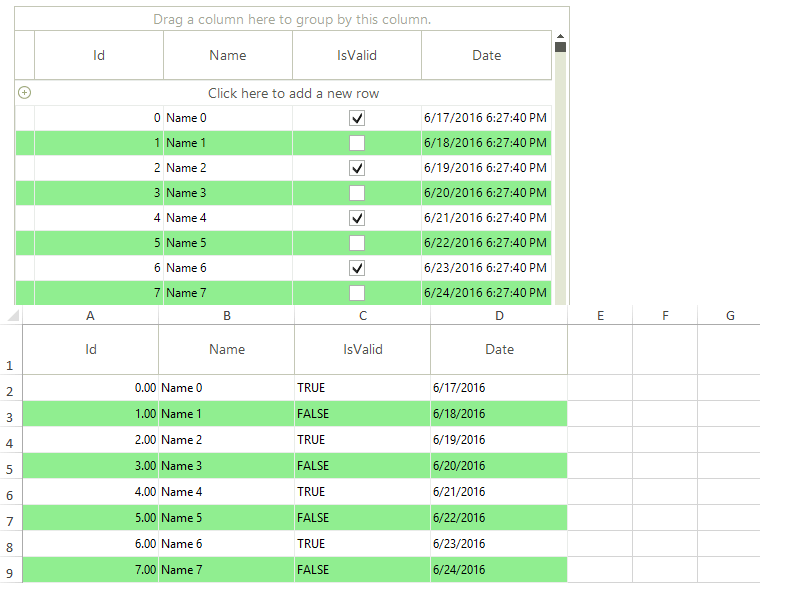 Drag a column here to group by this column.
Id Name IsValid Date
Click here to add a new row
0 Name 0 6/17/2016 6:27:40 PM
1 Name 1 6/18/2016 6:27:40 PM
2 Name 2 6/19/2016 6:27:40 PM
3 Name 3 6/20/2016 6:27:40 PM
4 Name 4 6/21/2016 6:27:40 PM
5 Name 5 6/22/2016 6:27:40 PM
6 Name 6 6/23/2016 6:27:40 PM
7 Name 7 6/24/2016 6:27:40 PM
A B C D E F G
1 Id Name IsValid Date
2 0.00 Name 0 TRUE 6/17/2016
3 1.00 Name 1 FALSE 6/18/2016
4 2.00 Name 2 TRUE 6/19/2016
5 3.00 Name 3 FALSE 6/20/2016
6 4.00 Name 4 TRUE 6/21/2016
7 5.00 Name 5 FALSE 6/22/2016
8 6.00 Name 6 TRUE 6/23/2016
9 7.00 Name 7 FALSE 6/24/2016